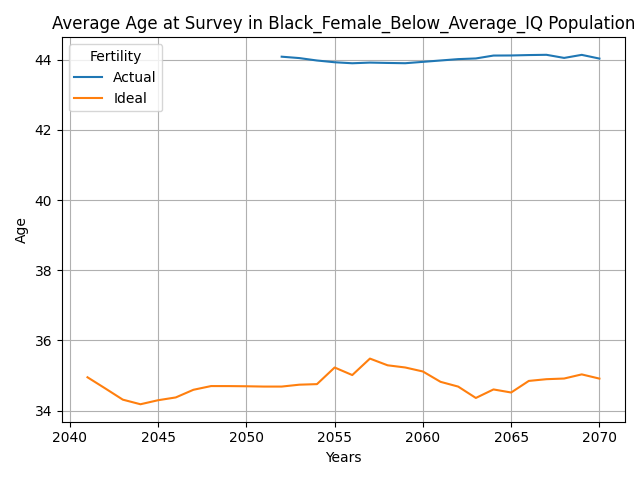 Average Age at Survey in Black_Female_Below_Average_IQ Population
Fertility
Actual
Ideal
44
42
40
38
36
34
Age
2040 2045 2050 2055 2060 2065 2070
Years